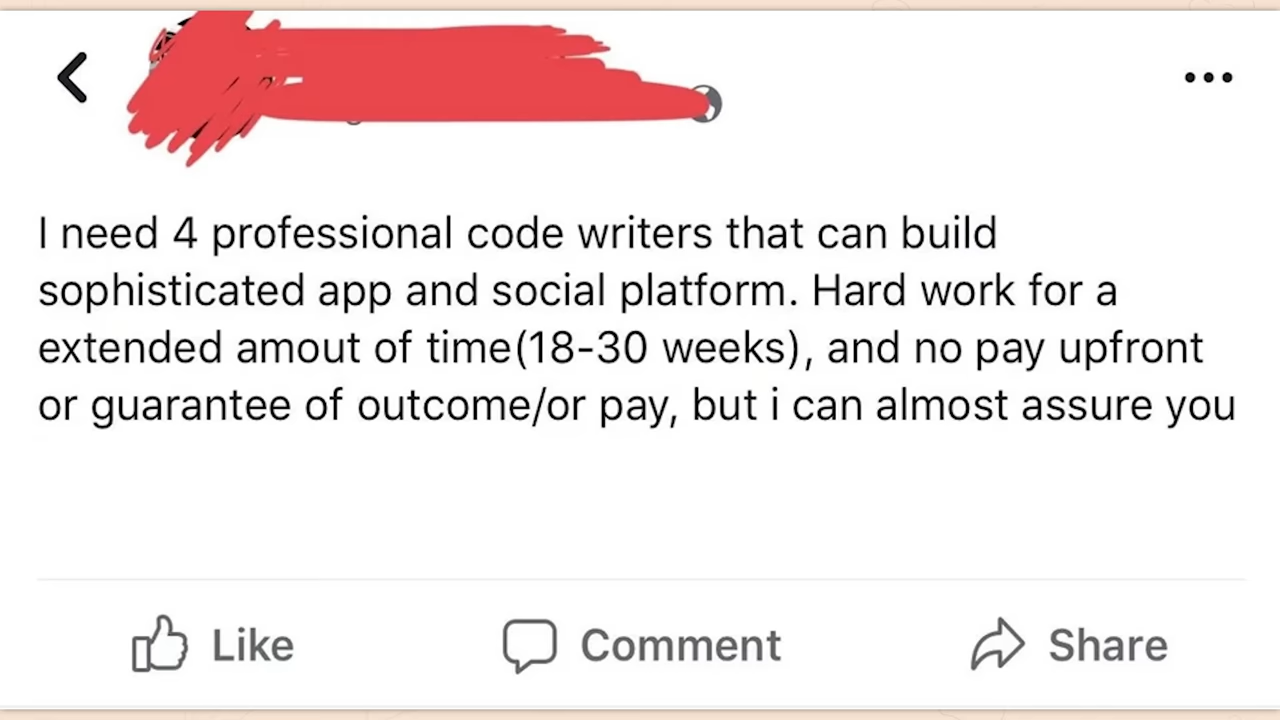 I need 4 professional code writers that can build
sophisticated app and social platform. Hard work for a
extended amout of time(18-30 weeks), and no pay upfront
or guarantee of outcome/or pay, but i can almost assure you
Like Comment Share